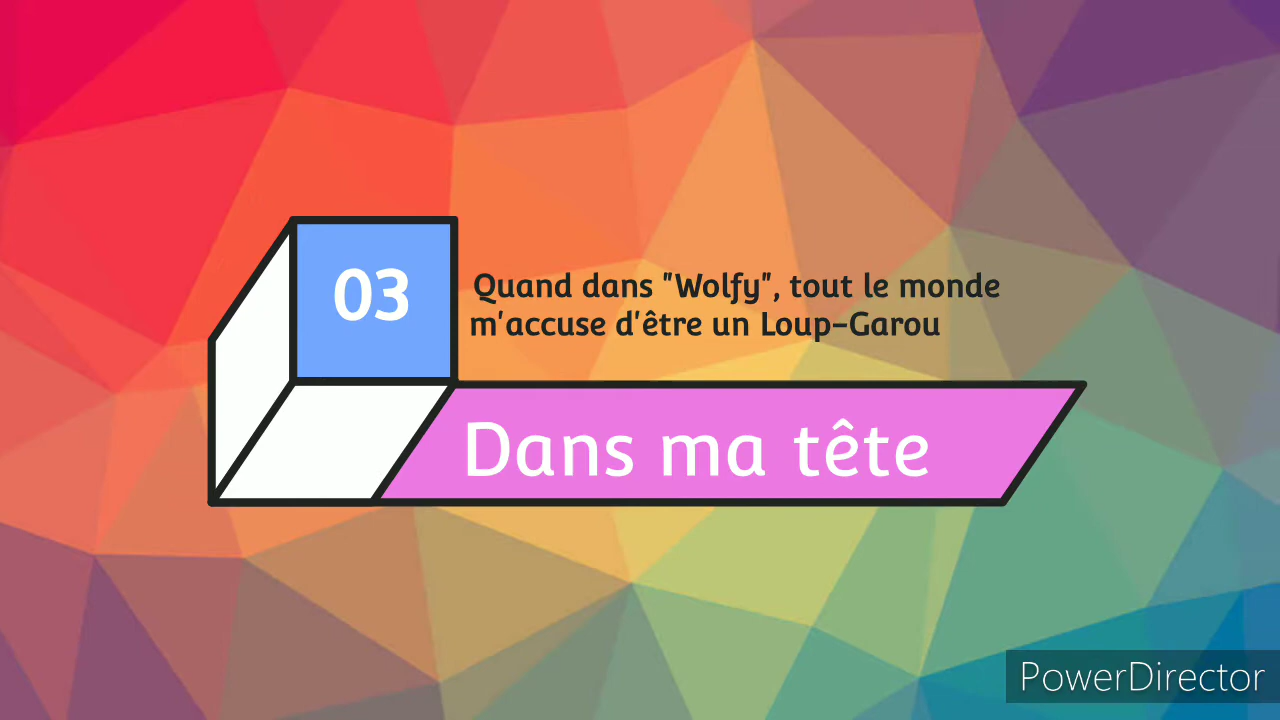 03
Quand dans "Wolfy", tout le monde
m'accuse d'être un Loup-Garou
Dans ma tête
PowerDirector